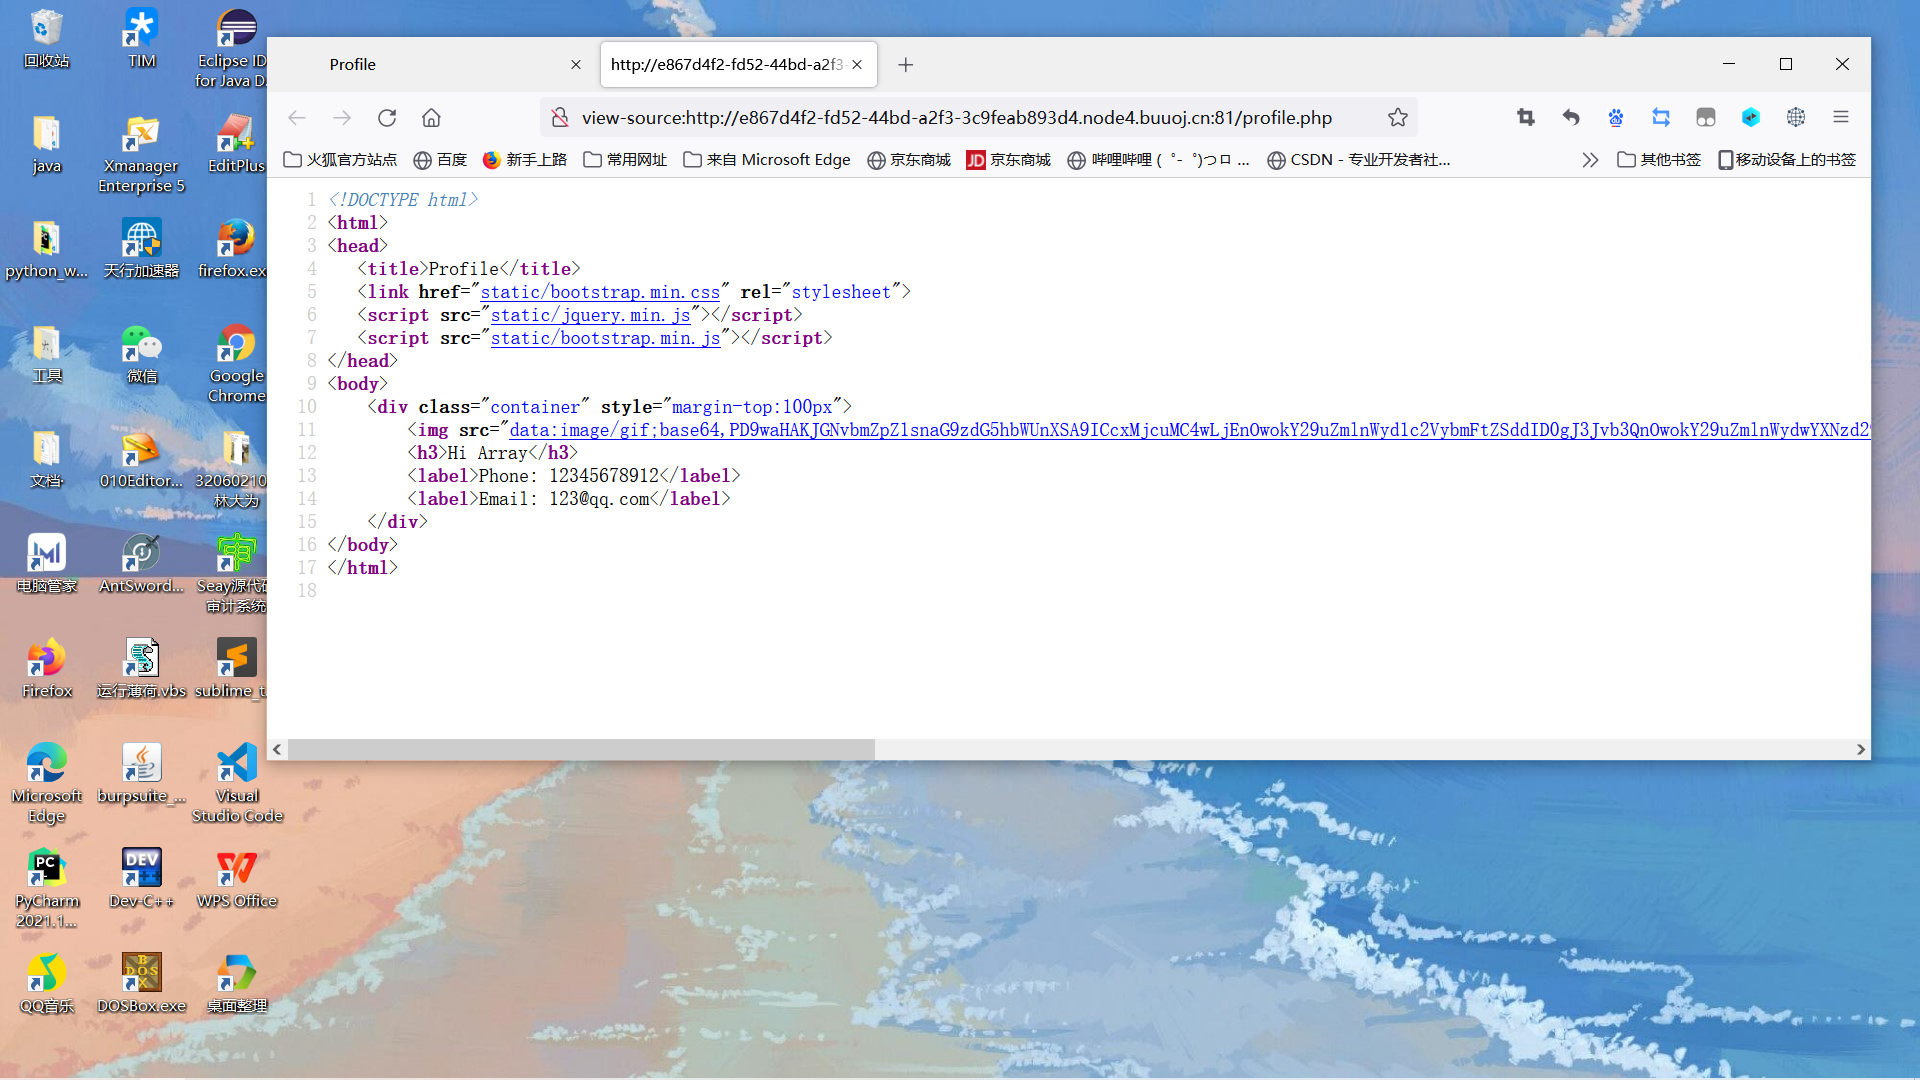 回收站
TIM
Eclipse ID
for Java D...
java
Xmanager
Enterprise 5
EditPlus
python_w...
天行加速器
firefox.exe
工具
微信
Google
Chrome
文档·
010Editor...
32060210
林大为
电脑管家
AntSword...
Seay源代码
审计系统
Firefox
运行薄荷.vbs
sublime_t...
Microsoft
Edge
burpsuite_...
Visual
Studio Code
PyCharm
2021.1...
Dev-C++
WPS Office
QQ音乐
DOSBox.exe
桌面整理
Profile
http://e867d4f2-fd52-44bd-a2f3-
view-source:http://e867d4f2-fd52-44bd-a2f3-3c9feab893d4.node4.buuoj.cn:81/profile.php
火狐官方站点 百度 新手上路 常用网址 来自 Microsoft Edge 京东商城 JD 京东商城 哔哩哔哩 ( ゜- ゜)つロ ... CSDN - 专业开发者社... 其他书签 移动设备上的书签
1 <!DOCTYPE html>
2 <html>
3 <head>
4 <title>Profile</title>
5 <link href="static/bootstrap.min.css" rel="stylesheet">
6 <script src="static/jquery.min.js"></script>
7 <script src="static/bootstrap.min.js"></script>
8 </head>
9 <body>
10 <div class="container" style="margin-top:100px">
11 <img src="data:image/gif;base64,PD9waHAKJGNvbmZpZ1snaG9zdG5hbWUnXSA9ICcxMjcuMC4wLjEnOwokY29uZmlnWyd1c2VybmFtZSddID0gJ3Jvb3QnOwokY29uZmlnWydwYXNzd29
12 <h3>Hi Array</h3>
13 <label>Phone: 12345678912</label>
14 <label>Email: 123@qq.com</label>
15 </div>
16 </body>
17 </html>
18